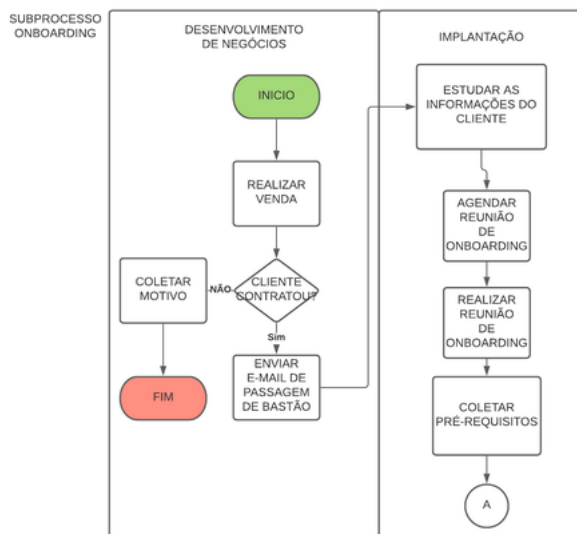 SUBPROCESSO
ONBOARDING
DESENVOLVIMENTO
DE NEGÓCIOS
INICIO
REALIZAR
VENDA
CLIENTE
CONTRATOU?
NÃO
COLETAR
MOTIVO
FIM
Sim
ENVIAR
E-MAIL DE
PASSAGEM
DE BASTÃO
IMPLANTAÇÃO
ESTUDAR AS
INFORMAÇÕES DO
CLIENTE
AGENDAR
REUNIÃO
DE
ONBOARDING
REALIZAR
REUNIÃO
DE
ONBOARDING
COLETAR
PRÉ-REQUISITOS
A